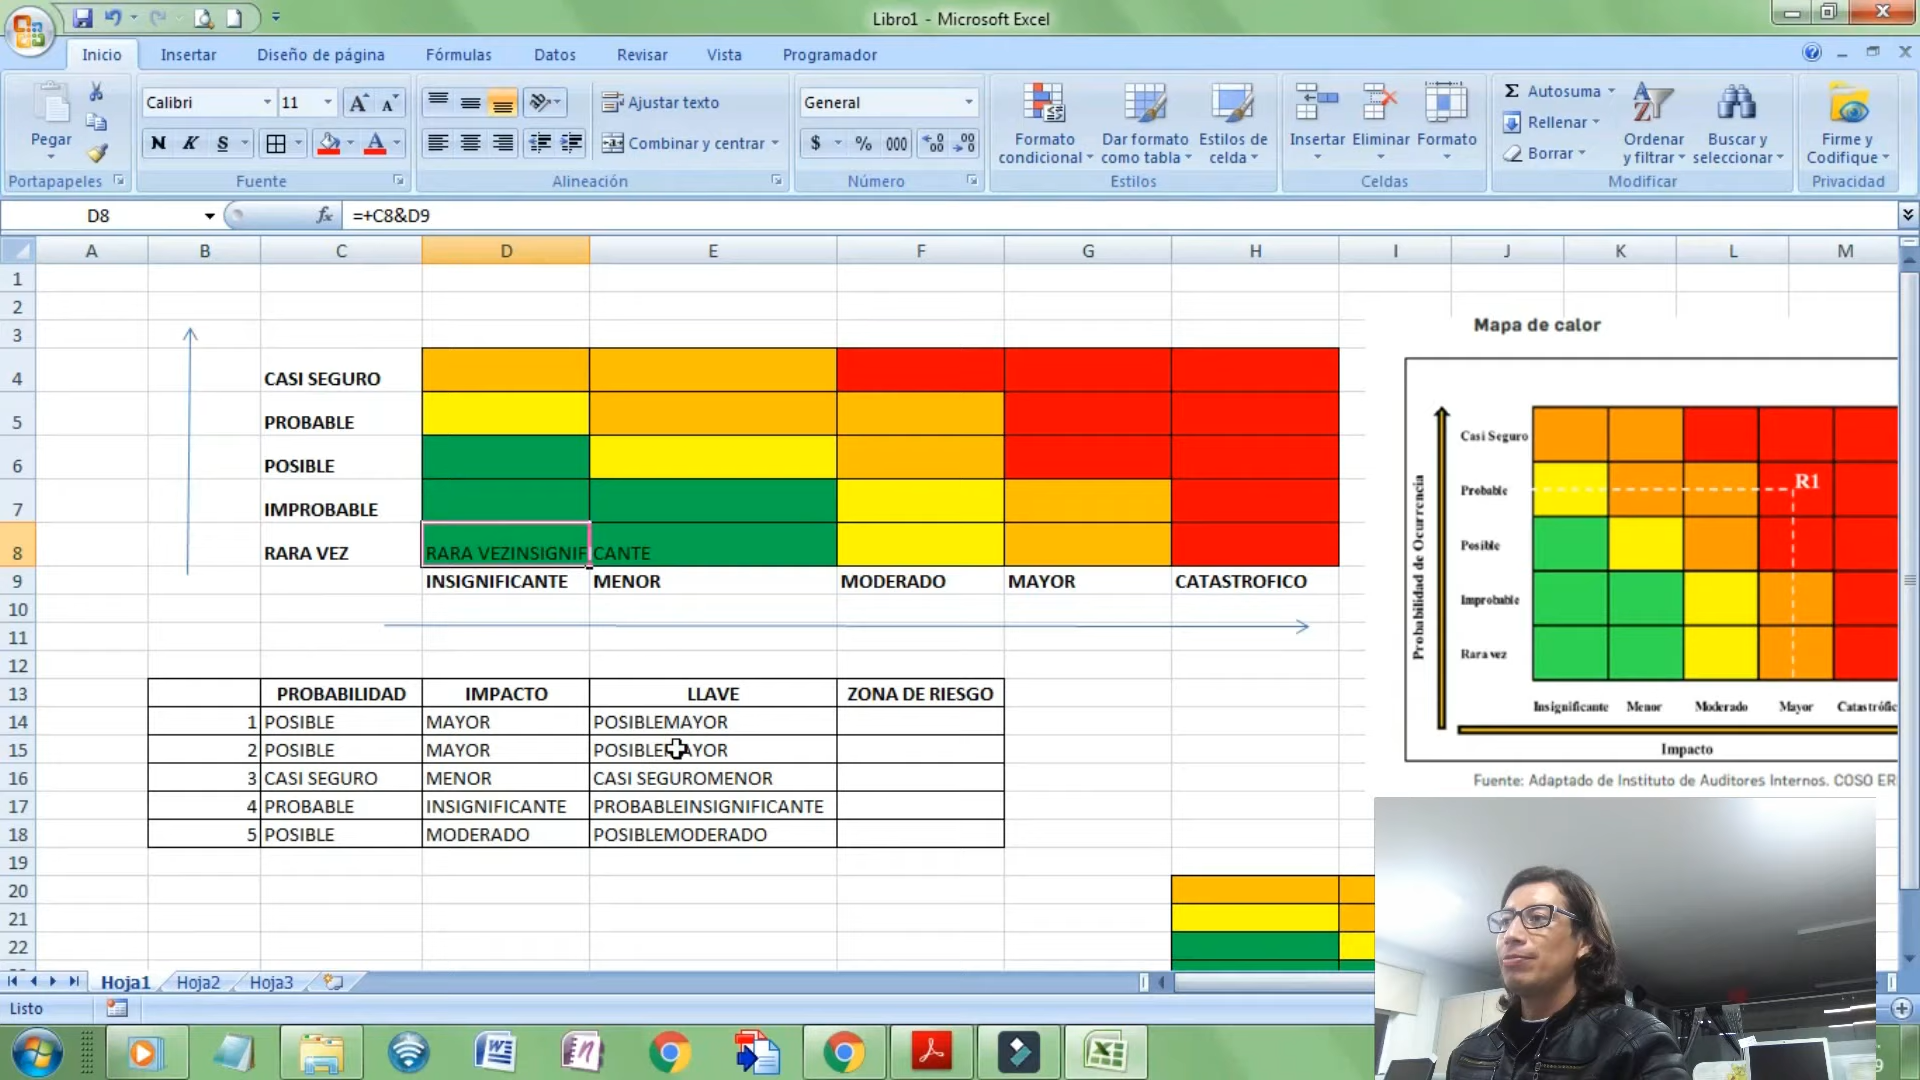 Libro1 - Microsoft Excel
Inicio Insertar Diseño de página Fórmulas Datos Revisar Vista Programador
Pegar
Portapapeles
Calibri 11
N K S
Fuente
Ajustar texto
Combinar y centrar
Alineación
General
$ % 000
Número
Formato condicional
Dar formato como tabla
Estilos de celda
Estilos
Insertar Eliminar Formato
Celdas
Autosuma
Rellenar
Borrar
Ordenar y filtrar
Buscar y seleccionar
Modificar
Firme y Codifique
Privacidad
D8 fx =+C8&D9
A B C D E F G H I J K L M
1
2
3
4 CASI SEGURO
5 PROBABLE
6 POSIBLE
7 IMPROBABLE
8 RARA VEZ RARA VEZINSIGNIFICANTE
9 INSIGNIFICANTE MENOR MODERADO MAYOR CATASTROFICO
10
11
12
13 PROBABILIDAD IMPACTO LLAVE ZONA DE RIESGO
14 1 POSIBLE MAYOR POSIBLEMAYOR
15 2 POSIBLE MAYOR POSIBLEMAYOR
16 3 CASI SEGURO MENOR CASI SEGUROMENOR
17 4 PROBABLE INSIGNIFICANTE PROBABLEINSIGNIFICANTE
18 5 POSIBLE MODERADO POSIBLEMODERADO
19
20
21
22
Mapa de calor
Probabilidad de Ocurrencia
Casi Seguro
Probable R1
Posible
Improbable
Rara vez
Insignificante Menor Moderado Mayor Catastrófic
Impacto
Fuente: Adaptado de Instituto de Auditores Internos. COSO ER
Hoja1 Hoja2 Hoja3
Listo